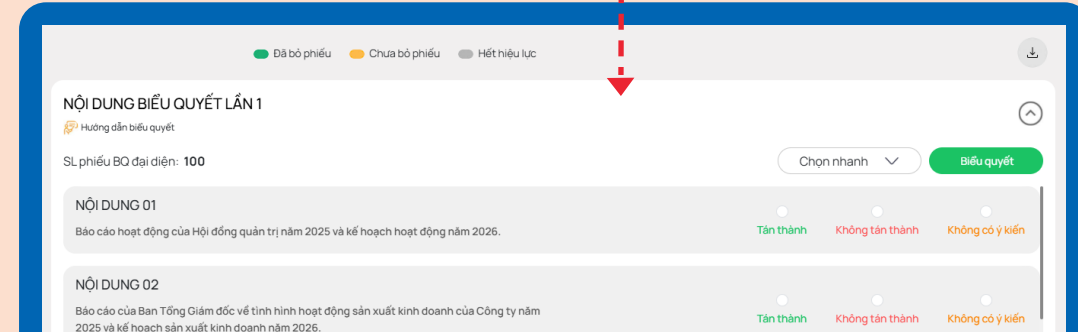 Đã bỏ phiếu Chưa bỏ phiếu Hết hiệu lực
NỘI DUNG BIỂU QUYẾT LẦN 1
Hướng dẫn biểu quyết
SL phiếu BQ đại diện: 100 Chọn nhanh Biểu quyết
NỘI DUNG 01
Báo cáo hoạt động của Hội đồng quản trị năm 2025 và kế hoạch hoạt động năm 2026.
Tán thành Không tán thành Không có ý kiến
NỘI DUNG 02
Báo cáo của Ban Tổng Giám đốc về tình hình hoạt động sản xuất kinh doanh của Công ty năm
2025 và kế hoạch sản xuất kinh doanh năm 2026.
Tán thành Không tán thành Không có ý kiến